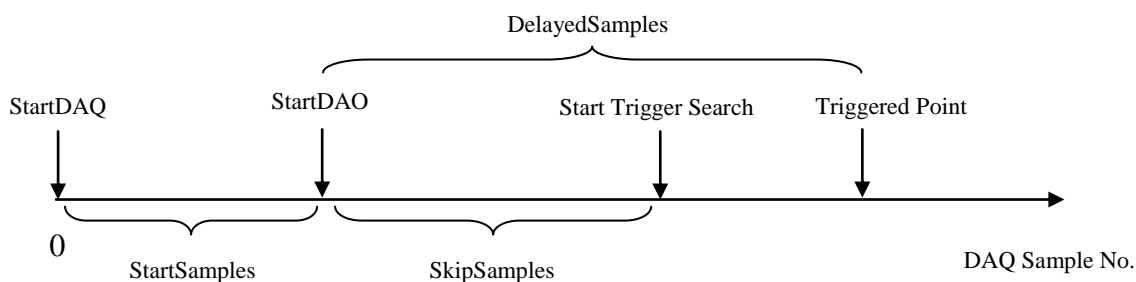 DelayedSamples
StartDAQ
StartDAO
Start Trigger Search
Triggered Point
0
StartSamples
SkipSamples
DAQ Sample No.